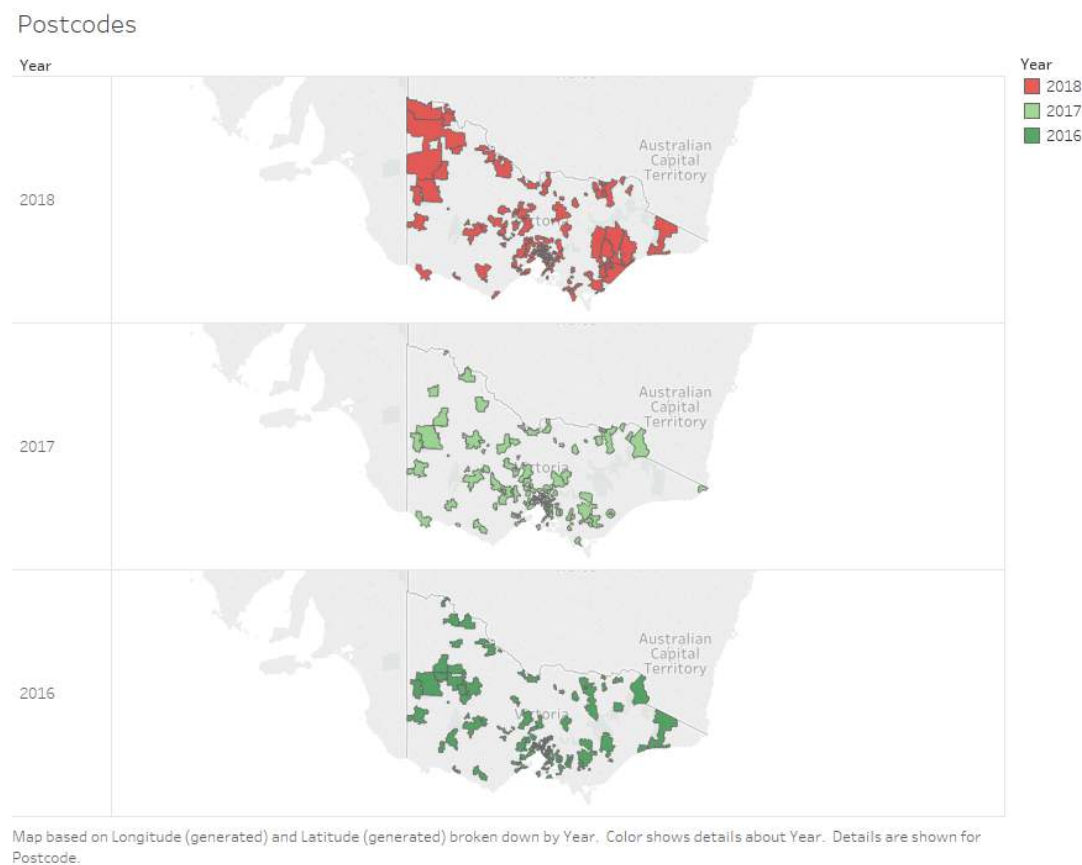 Postcodes
Year
Year
2018
2017
2016
2018
Australian
Capital
Territory
2017
Australian
Capital
Territory
Victoria
2016
Australian
Capital
Territory
Victoria
Map based on Longitude (generated) and Latitude (generated) broken down by Year.  Color shows details about Year.  Details are shown for
Postcode.